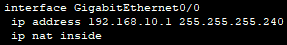 interface GigabitEthernet0/0
ip address 192.168.10.1 255.255.255.240
ip nat inside